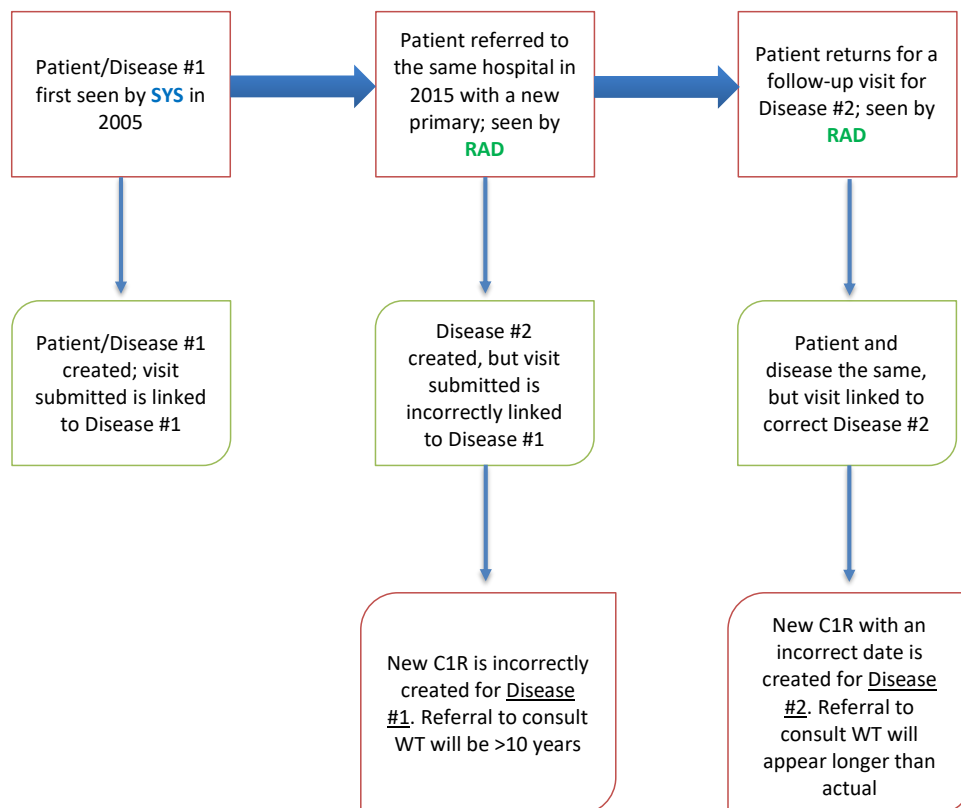 Patient/Disease #1
first seen by SYS in
2005
Patient referred to
the same hospital in
2015 with a new
primary; seen by
RAD
Patient returns for a
follow-up visit for
Disease #2; seen by
RAD
Patient/Disease #1
created; visit
submitted is linked
to Disease #1
Disease #2
created, but visit
submitted is
incorrectly linked
to Disease #1
Patient and
disease the same,
but visit linked to
correct Disease #2
New C1R is incorrectly
created for Disease
#1. Referral to consult
WT will be >10 years
New C1R with an
incorrect date is
created for Disease
#2. Referral to
consult WT will
appear longer than
actual